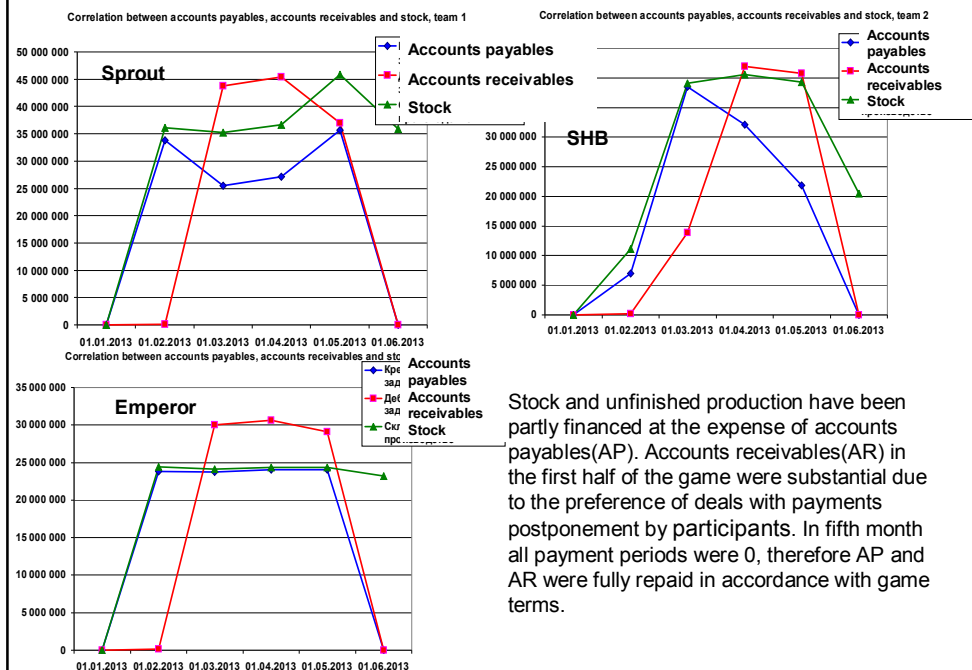 Correlation between accounts payables, accounts receivables and stock, team 1
50 000 000
45 000 000
40 000 000
35 000 000
30 000 000
25 000 000
20 000 000
15 000 000
10 000 000
5 000 000
0
Sprout
Accounts payables
Accounts receivables
Stock
01.01.2013 01.02.2013 01.03.2013 01.04.2013 01.05.2013 01.06.2013
Correlation between accounts payables, accounts receivables and stock, team 2
30 000 000
25 000 000
20 000 000
15 000 000
10 000 000
5 000 000
0
SHB
Accounts
payables
Accounts
receivables
Stock
01.01.2013 01.02.2013 01.03.2013 01.04.2013 01.05.2013 01.06.2013
Correlation between accounts payables, accounts receivables and
35 000 000
30 000 000
25 000 000
20 000 000
15 000 000
10 000 000
5 000 000
0
Emperor
Accounts
payables
Accounts
receivables
Stock
01.01.2013 01.02.2013 01.03.2013 01.04.2013 01.05.2013 01.06.2013
Stock and unfinished production have been
partly financed at the expense of accounts
payables(AP). Accounts receivables(AR) in
the first half of the game were substantial due
to the preference of deals with payments
postponement by participants. In fifth month
all payment periods were 0, therefore AP and
AR were fully repaid in accordance with game
terms.